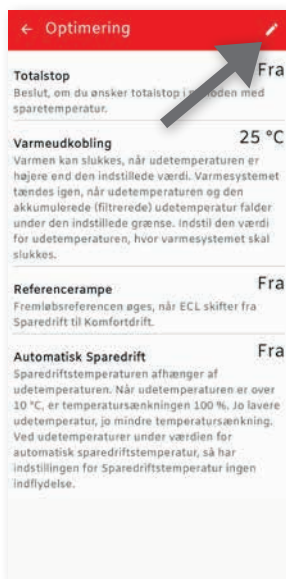 ← Optimering
Totalstop Fra
Beslut, om du ønsker totalstop i med
sparetemperatur.
Varmeudkobling 25 °C
Varmen kan slukkes, når udetemperaturen er
højere end den indstillede værdi. Varmesystemet
tændes igen, når udetemperaturen og den
akkumulerede (filtrerede) udetemperatur falder
under den indstillede grænse. Indstil den værdi
for udetemperaturen, hvor varmesystemet skal
slukkes.
Referencerampe Fra
Fremløbsreferencen øges, når ECL skifter fra
Sparedrift til Komfortdrift.
Automatisk Sparedrift Fra
Sparedriftstemperaturen afhænger af
udetemperaturen. Når udetemperaturen er over
10 °C, er temperatursænkningen 100 %. Jo lavere
udetemperatur, jo mindre temperatursænkning.
Ved udetemperaturer under værdien for
automatisk sparedriftstemperatur, så har
indstillingen for Sparedriftstemperatur ingen
indflydelse.